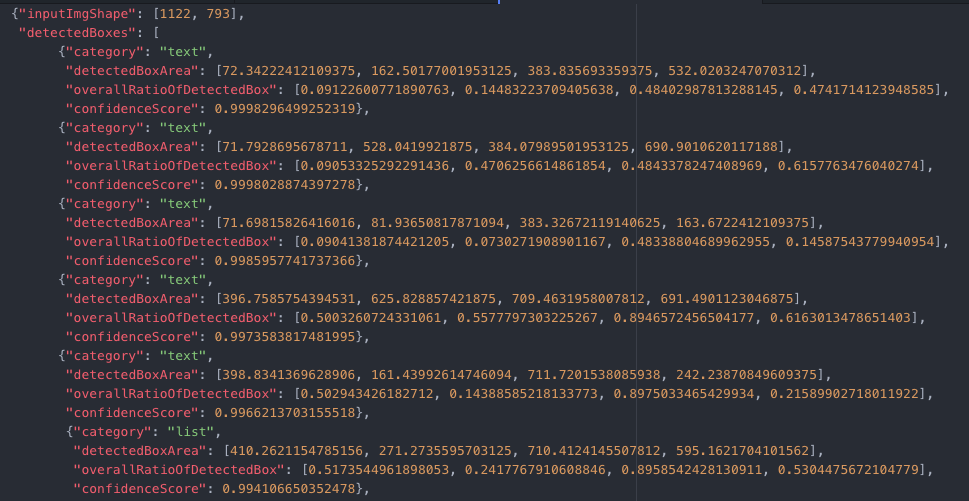 {"inputImgShape": [1122, 793],
"detectedBoxes": [
{"category": "text",
"detectedBoxArea": [72.34222412109375, 162.50177001953125, 383.835693359375, 532.0203247070312],
"overallRatioOfDetectedBox": [0.09122600771890763, 0.14483223709405638, 0.48402987813288145, 0.4741714123948585],
"confidenceScore": 0.9998296499252319},
{"category": "text",
"detectedBoxArea": [71.7928695678711, 528.0419921875, 384.07989501953125, 690.9010620117188],
"overallRatioOfDetectedBox": [0.09053325292291436, 0.4706256614861854, 0.4843378247408969, 0.6157763476040274],
"confidenceScore": 0.9998028874397278},
{"category": "text",
"detectedBoxArea": [71.69815826416016, 81.93650817871094, 383.32672119140625, 163.6722412109375],
"overallRatioOfDetectedBox": [0.09041381874421205, 0.0730271908901167, 0.48338804689962955, 0.14587543779940954],
"confidenceScore": 0.9985957741737366},
{"category": "text",
"detectedBoxArea": [396.7585754394531, 625.828857421875, 709.4631958007812, 691.4901123046875],
"overallRatioOfDetectedBox": [0.5003260724331061, 0.5577797303225267, 0.8946572456504177, 0.6163013478651403],
"confidenceScore": 0.9973583817481995},
{"category": "text",
"detectedBoxArea": [398.8341369628906, 161.43992614746094, 711.7201538085938, 242.23870849609375],
"overallRatioOfDetectedBox": [0.502943426182712, 0.14388585218133773, 0.8975033465429934, 0.21589902718011922],
"confidenceScore": 0.9966213703155518},
{"category": "list",
"detectedBoxArea": [410.2621154785156, 271.2735595703125, 710.4124145507812, 595.1621704101562],
"overallRatioOfDetectedBox": [0.5173544961898053, 0.2417767910608846, 0.8958542428130911, 0.5304475672104779],
"confidenceScore": 0.994106650352478},